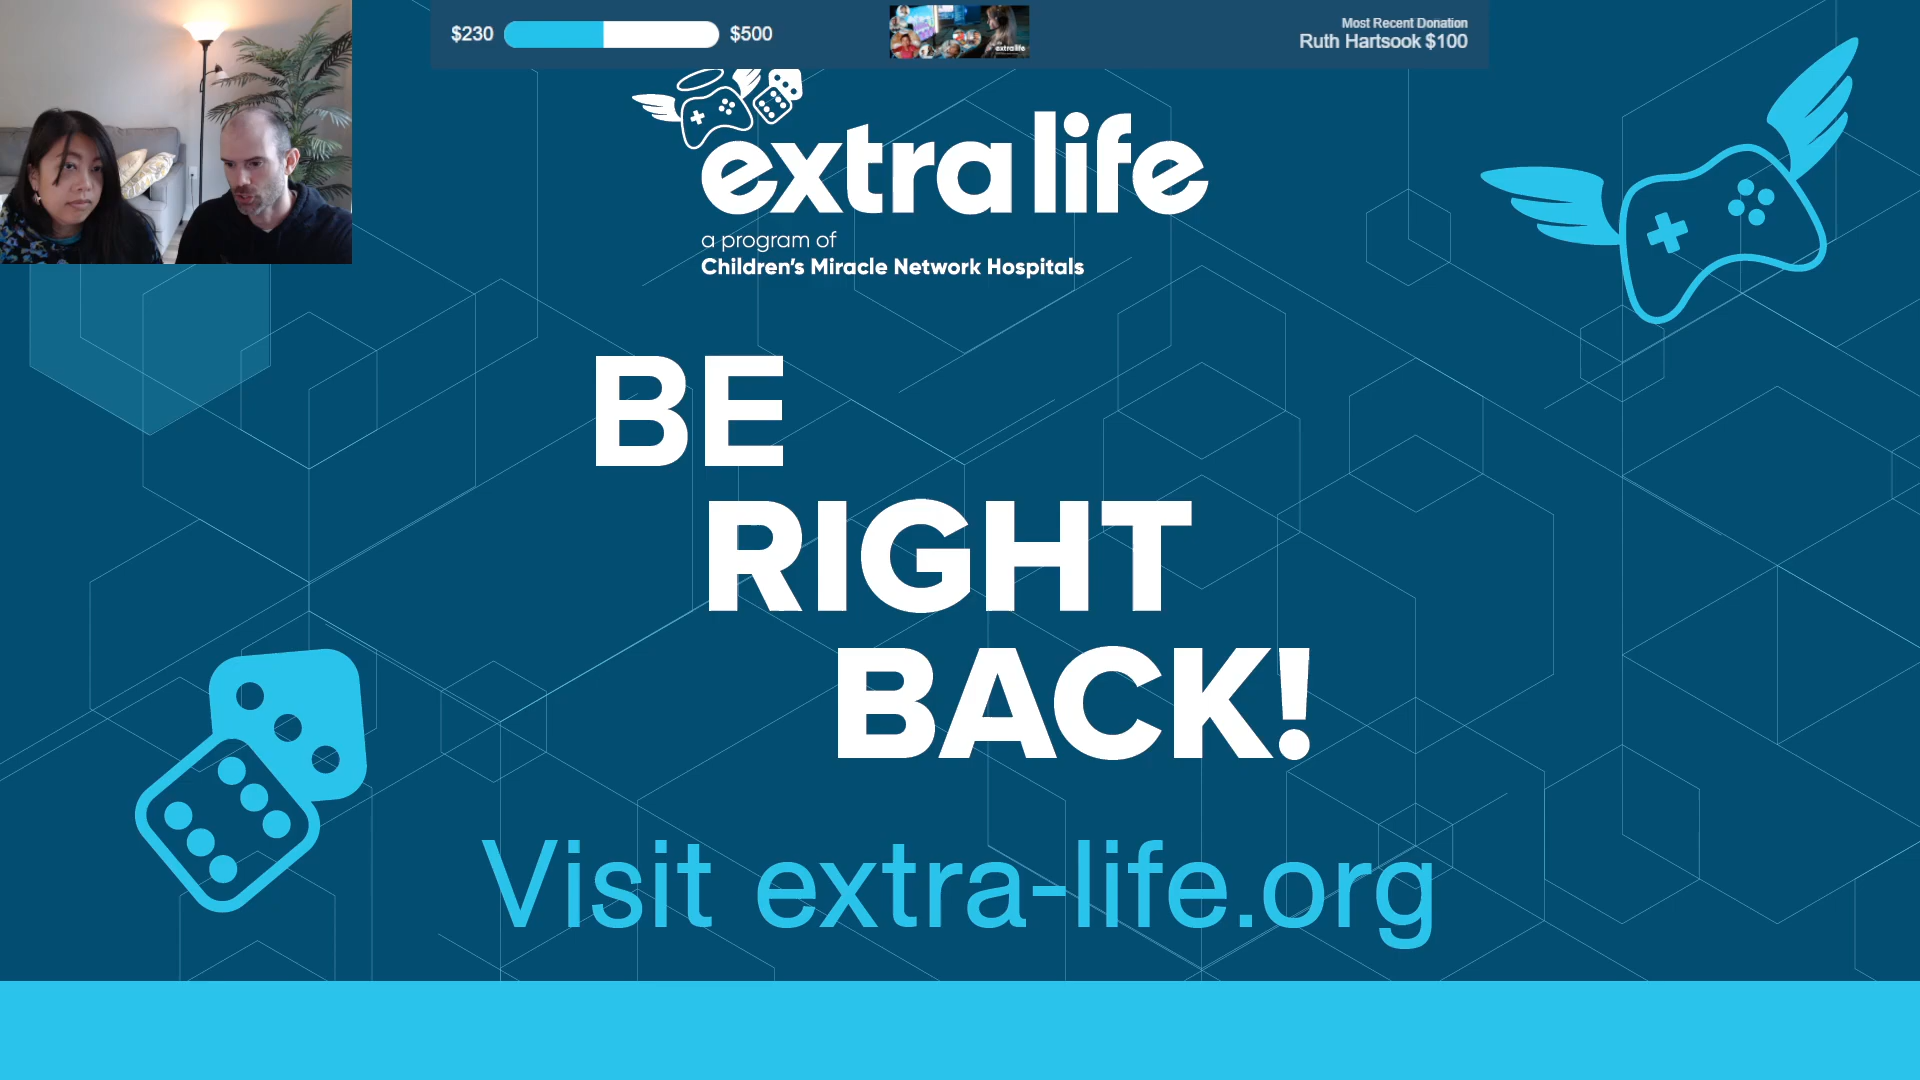 $230
$500
extralife
Most Recent Donation
Ruth Hartsook $100
extra life
a program of
Children's Miracle Network Hospitals
BE
RIGHT
BACK!
Visit extra-life.org